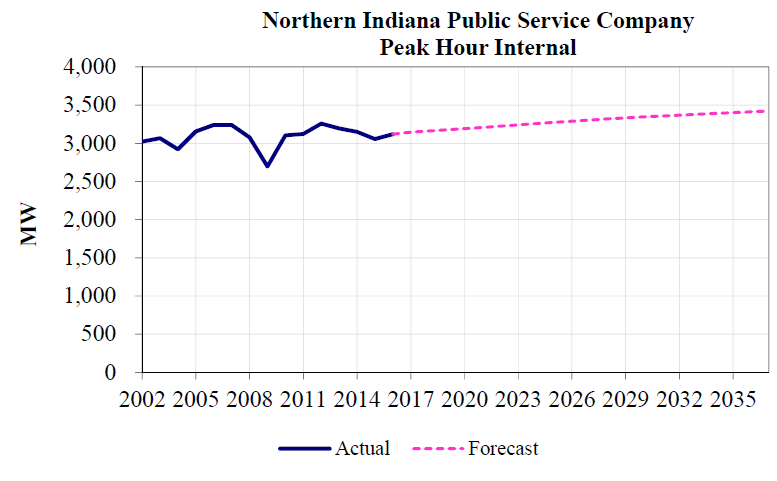 Northern Indiana Public Service Company
Peak Hour Internal
4,000
3,500
3,000
2,500
2,000
1,500
1,000
500
0
MW
2002 2005 2008 2011 2014 2017 2020 2023 2026 2029 2032 2035
Actual Forecast